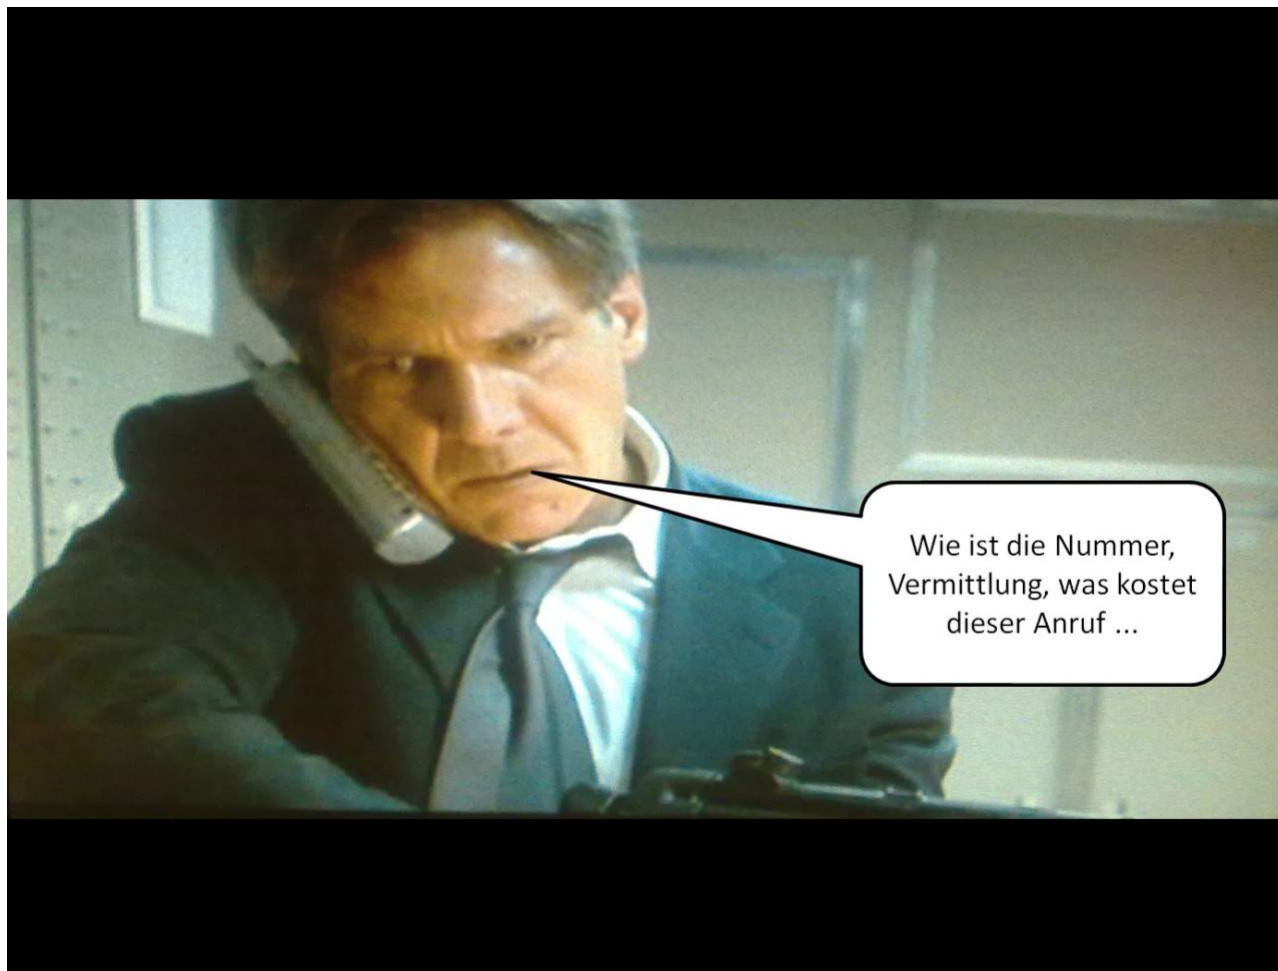 Wie ist die Nummer,
Vermittlung, was kostet
dieser Anruf ...